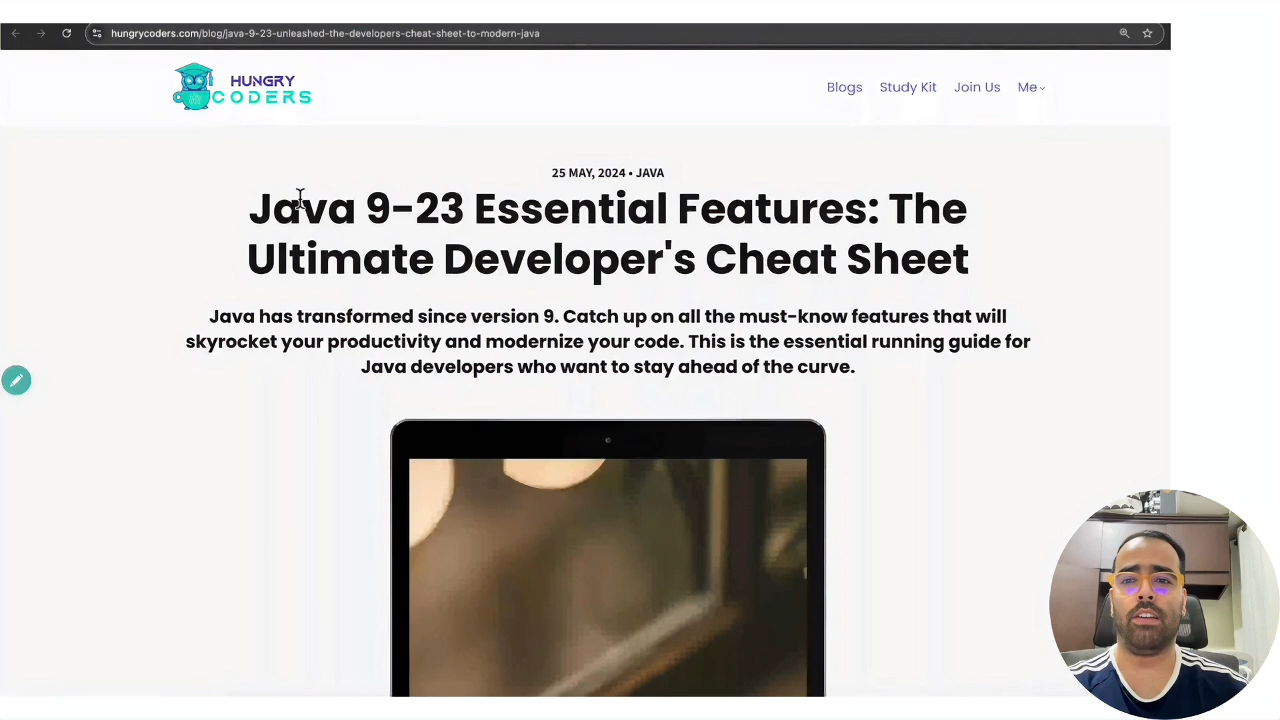 hungrycoders.com/blog/java-9-23-unleashed-the-developers-cheat-sheet-to-modern-java
HUNGRY
CODERS
Blogs Study Kit Join Us Me
25 MAY, 2024 • JAVA
Java 9-23 Essential Features: The
Ultimate Developer's Cheat Sheet
Java has transformed since version 9. Catch up on all the must-know features that will
skyrocket your productivity and modernize your code. This is the essential running guide for
Java developers who want to stay ahead of the curve.